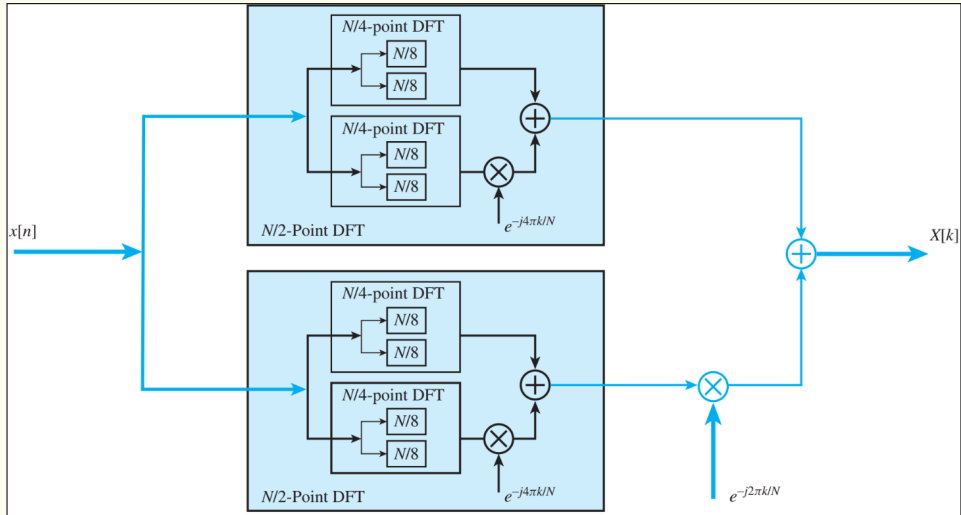 N/4-point DFT
N/8
N/8
N/4-point DFT
N/8
N/8
e^{-j4πk/N}
N/2-Point DFT
x[n]
X[k]
N/4-point DFT
N/8
N/8
N/4-point DFT
N/8
N/8
e^{-j4πk/N}
N/2-Point DFT
e^{-j2πk/N}